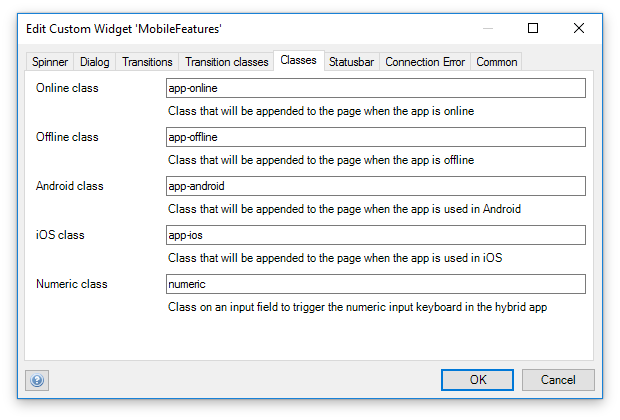 Edit Custom Widget 'MobileFeatures'
Spinner Dialog Transitions Transition classes Classes Statusbar Connection Error Common
Online class app-online
Class that will be appended to the page when the app is online
Offline class app-offline
Class that will be appended to the page when the app is offline
Android class app-android
Class that will be appended to the page when the app is used in Android
iOS class app-ios
Class that will be appended to the page when the app is used in iOS
Numeric class numeric
Class on an input field to trigger the numeric input keyboard in the hybrid app
? OK Cancel